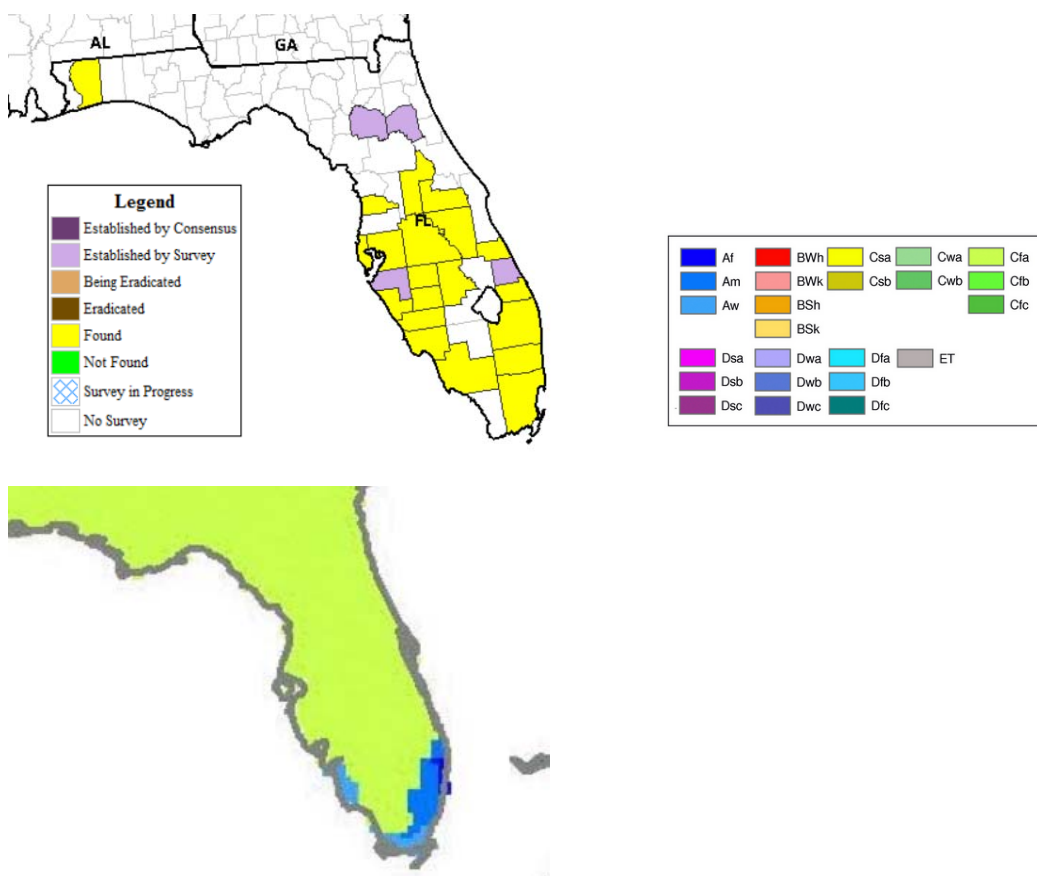 AL
GA
FL
Legend
Established by Consensus
Established by Survey
Being Eradicated
Eradicated
Found
Not Found
Survey in Progress
No Survey
Af BWh Csa Cwa Cfa
Am BWk Csb Cwb Cfb
Aw BSh Cfc
BSk
Dsa Dwa Dfa ET
Dsb Dwb Dfb
Dsc Dwc Dfc